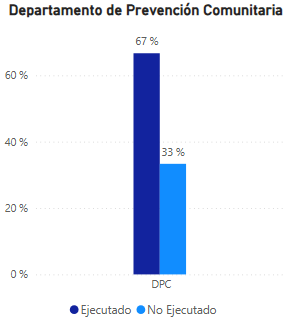 Departamento de Prevención Comunitaria
67 %
60 %
40 %
33 %
20 %
0 %
DPC
Ejecutado No Ejecutado